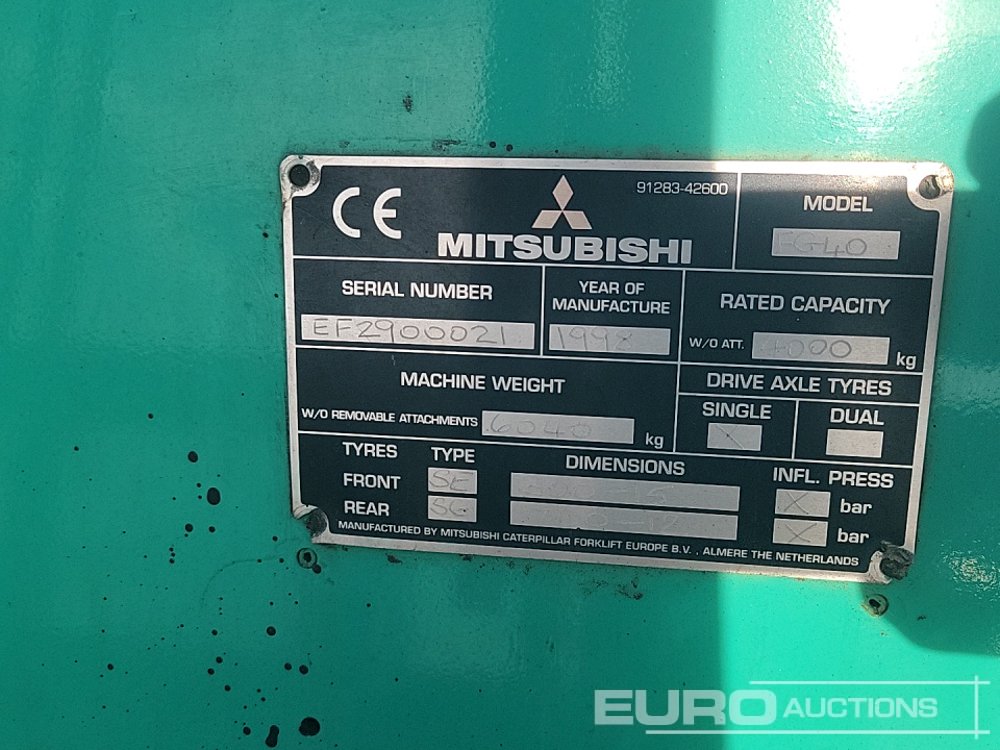 CE
91283-42600
MITSUBISHI
MODEL
FG40
SERIAL NUMBER
EF2900021
YEAR OF
MANUFACTURE
1998
RATED CAPACITY
W/O ATT. 4000 kg
MACHINE WEIGHT
W/O REMOVABLE ATTACHMENTS 6040 kg
DRIVE AXLE TYRES
SINGLE X DUAL
TYRES TYPE DIMENSIONS INFL. PRESS
FRONT SE X bar
REAR X bar
MANUFACTURED BY MITSUBISHI CATERPILLAR FORKLIFT EUROPE B.V. , ALMERE THE NETHERLANDS
EURO AUCTIONS